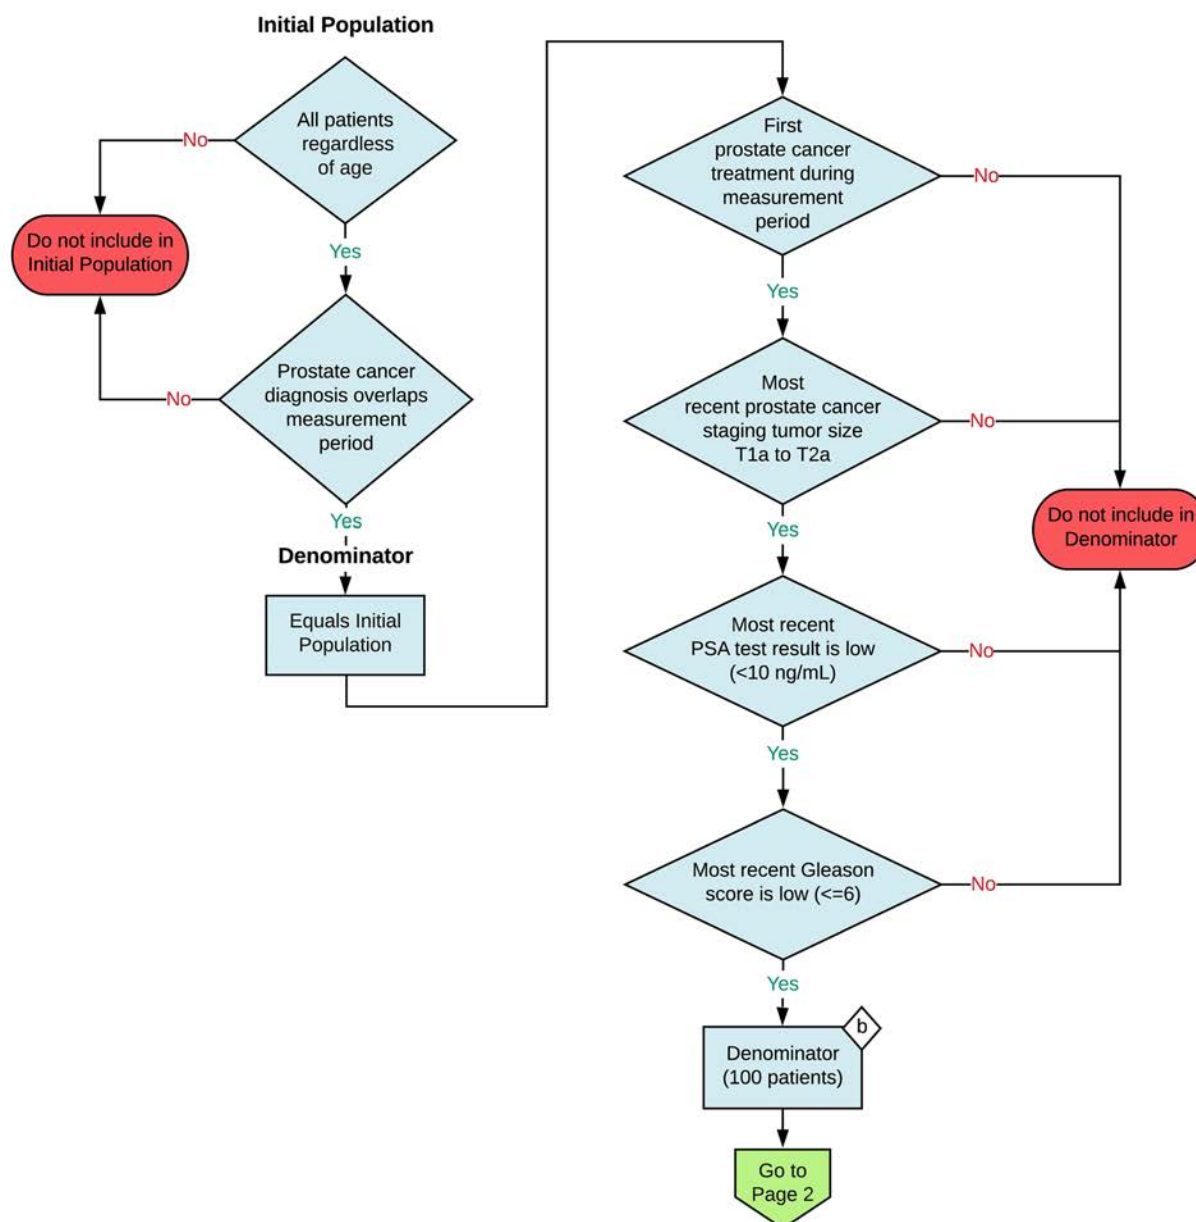 Initial Population
All patients
regardless
of age
No
Do not include in
Initial Population
Yes
Prostate cancer
diagnosis overlaps
measurement
period
No
Yes
Denominator
Equals Initial
Population
First
prostate cancer
treatment during
measurement
period
No
Yes
Most
recent prostate cancer
staging tumor size
T1a to T2a
No
Do not include in
Denominator
Yes
Most recent
PSA test result is low
(<10 ng/mL)
No
Yes
Most recent Gleason
score is low (<=6)
No
Yes
b
Denominator
(100 patients)
Go to
Page 2